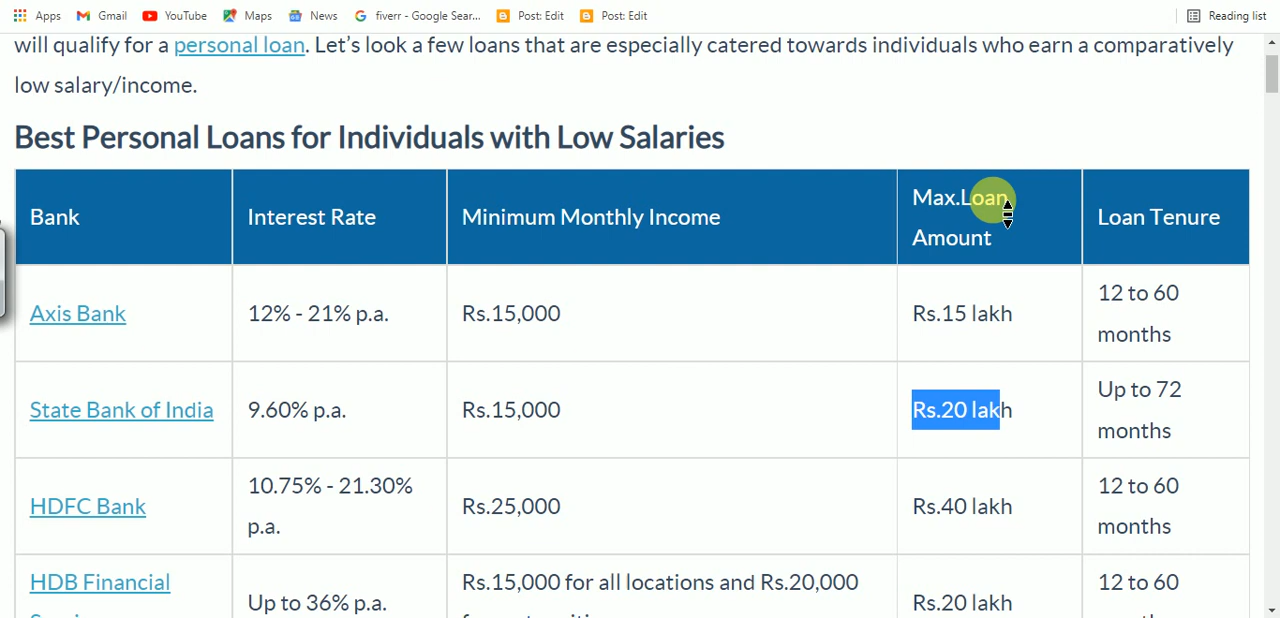 Apps Gmail YouTube Maps News fiverr - Google Sear... Post: Edit Post: Edit Reading list
will qualify for a personal loan. Let’s look a few loans that are especially catered towards individuals who earn a comparatively
low salary/income.
Best Personal Loans for Individuals with Low Salaries
Bank
Interest Rate
Minimum Monthly Income
Max.Loan
Amount
Loan Tenure
Axis Bank
12% - 21% p.a.
Rs.15,000
Rs.15 lakh
12 to 60
months
State Bank of India
9.60% p.a.
Rs.15,000
Rs.20 lakh
Up to 72
months
HDFC Bank
10.75% - 21.30%
p.a.
Rs.25,000
Rs.40 lakh
12 to 60
months
HDB Financial
Up to 36% p.a.
Rs.15,000 for all locations and Rs.20,000
Rs.20 lakh
12 to 60